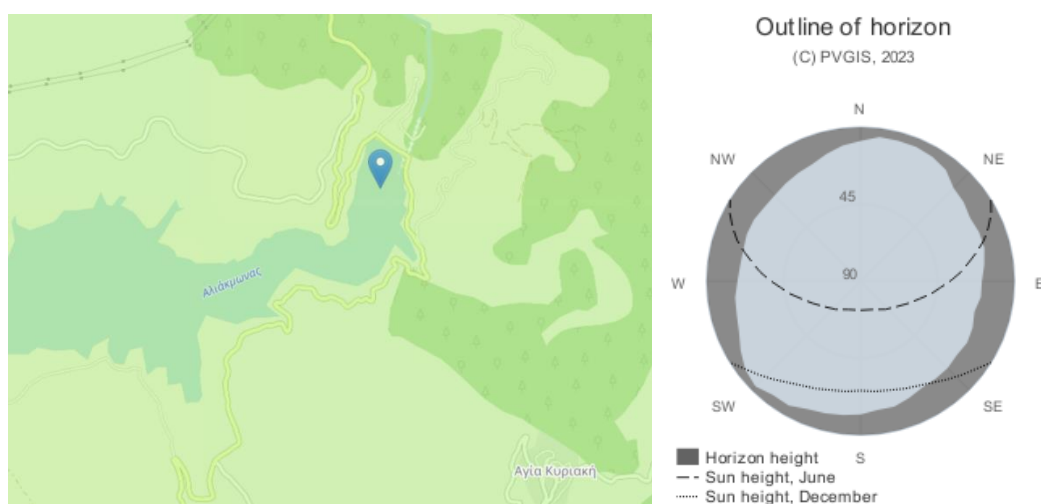 Αλιάκμωνας
Αγία Κυριακή
Outline of horizon
(C) PVGIS, 2023
N
NW
NE
45
90
W
E
SW
SE
S
Horizon height
Sun height, June
Sun height, December